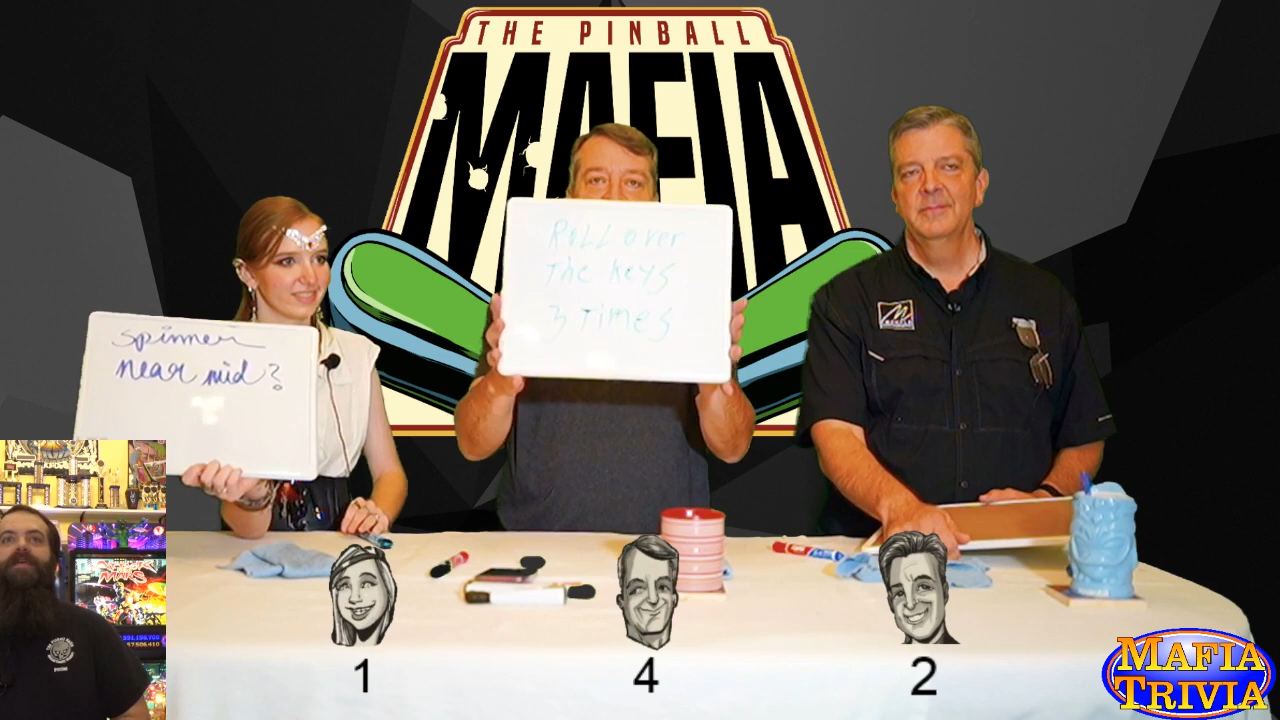 THE PINBALL
MAFIA
Roll over
the keys
3 Times
spinner
near mid?
1
4
2
MAFIA
TRIVIA